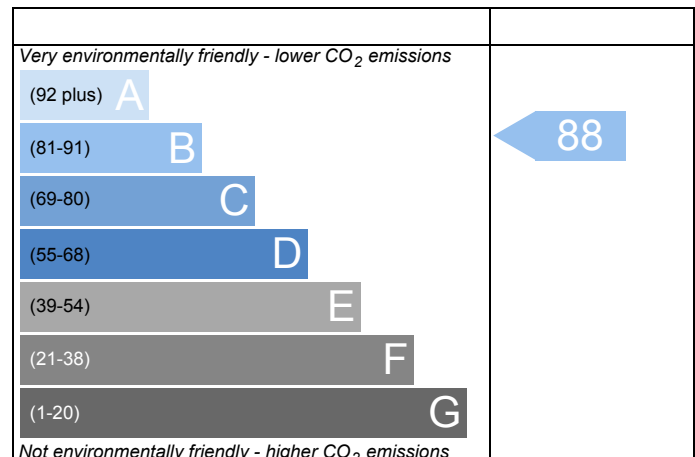 Very environmentally friendly - lower CO₂ emissions
(92 plus) A
(81-91) B
88
(69-80) C
(55-68) D
(39-54) E
(21-38) F
(1-20) G
Not environmentally friendly - higher CO₂ emissions